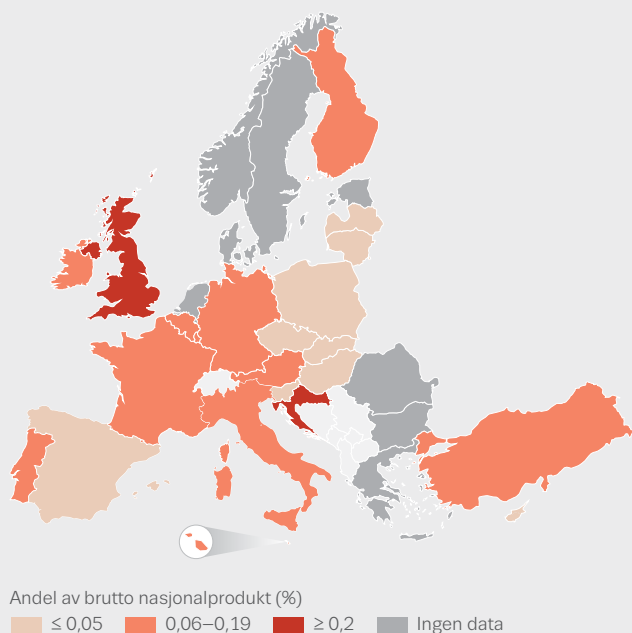 Andel av brutto nasjonalprodukt (%)
≤ 0,05 0,06–0,19 ≥ 0,2 Ingen data